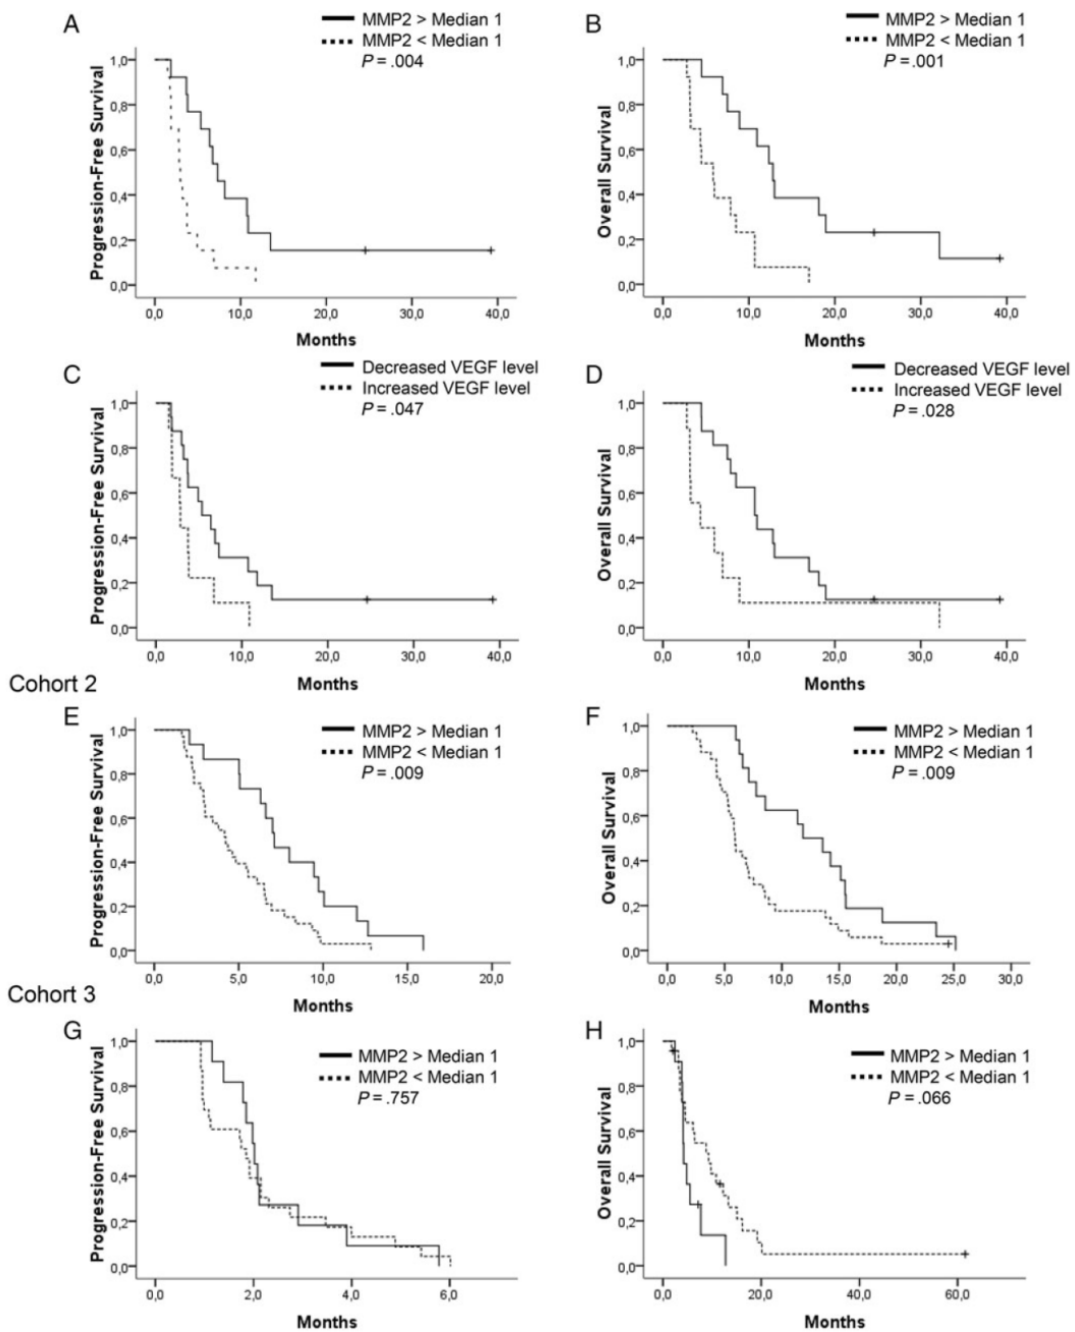 A
MMP2 > Median 1
MMP2 < Median 1
P = .004
Progression-Free Survival
1,0
0,8
0,6
0,4
0,2
0,0
0,0 10,0 20,0 30,0 40,0
Months
B
MMP2 > Median 1
MMP2 < Median 1
P = .001
Overall Survival
1,0
0,8
0,6
0,4
0,2
0,0
0,0 10,0 20,0 30,0 40,0
Months
C
Decreased VEGF level
Increased VEGF level
P = .047
Progression-Free Survival
1,0
0,8
0,6
0,4
0,2
0,0
0,0 10,0 20,0 30,0 40,0
Months
D
Decreased VEGF level
Increased VEGF level
P = .028
Overall Survival
1,0
0,8
0,6
0,4
0,2
0,0
0,0 10,0 20,0 30,0 40,0
Months
Cohort 2
E
MMP2 > Median 1
MMP2 < Median 1
P = .009
Progression-Free Survival
1,0
0,8
0,6
0,4
0,2
0,0
0,0 5,0 10,0 15,0 20,0
Months
F
MMP2 > Median 1
MMP2 < Median 1
P = .009
Overall Survival
1,0
0,8
0,6
0,4
0,2
0,0
0,0 5,0 10,0 15,0 20,0 25,0 30,0
Months
Cohort 3
G
MMP2 > Median 1
MMP2 < Median 1
P = .757
Progression-Free Survival
1,0
0,8
0,6
0,4
0,2
0,0
0,0 2,0 4,0 6,0
Months
H
MMP2 > Median 1
MMP2 < Median 1
P = .066
Overall Survival
1,0
0,8
0,6
0,4
0,2
0,0
0,0 20,0 40,0 60,0
Months